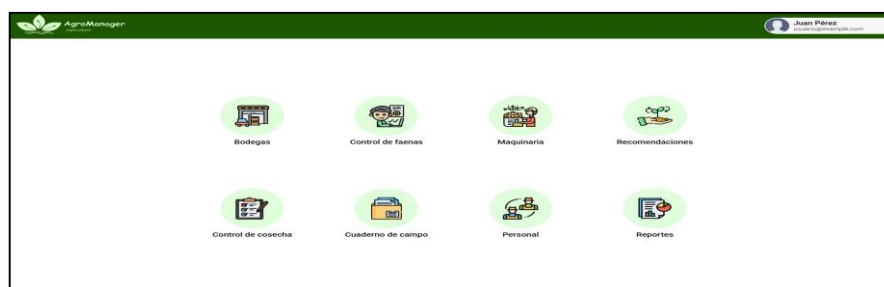 AgroManager
Agricultura
Juan Pérez
usuario@example.com
Bodegas
Control de faenas
Maquinaria
Recomendaciones
Control de cosecha
Cuaderno de campo
Personal
Reportes